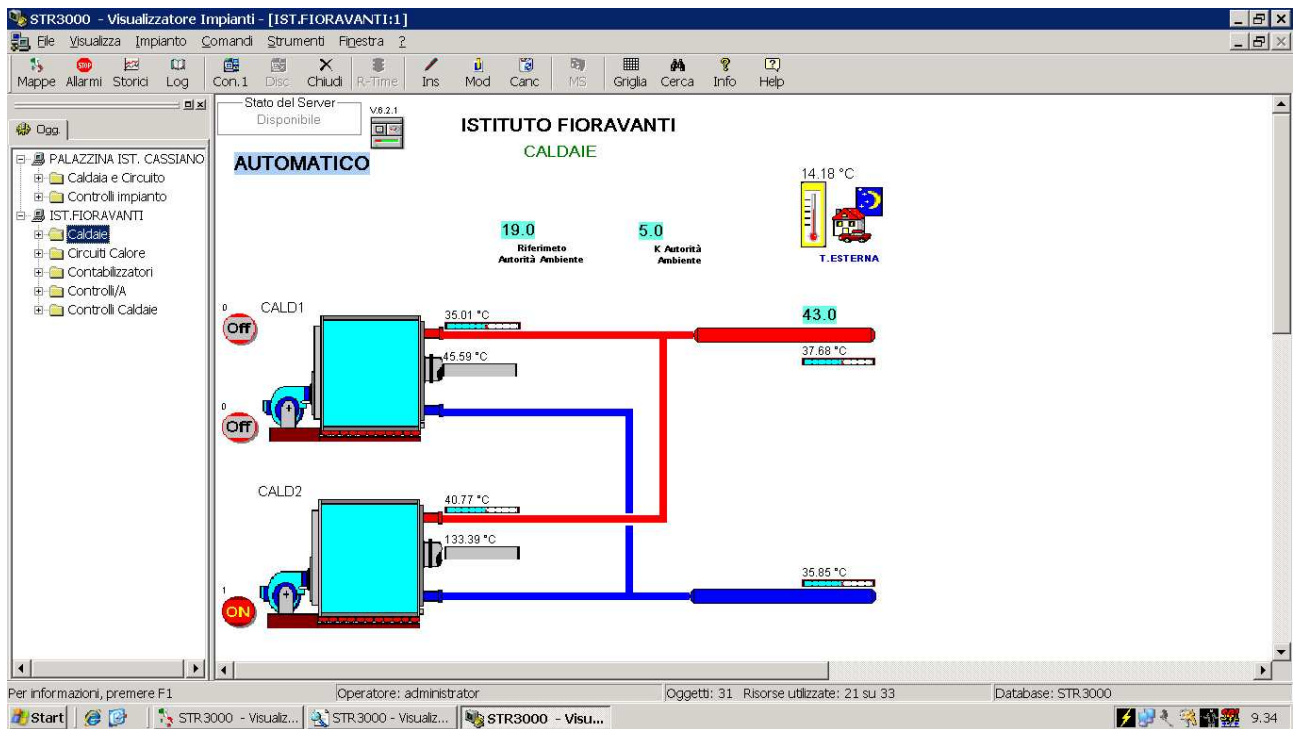 STR3000 - Visualizzatore Impianti - [IST.FIORAVANTI:1]
File Visualizza Impianto Comandi Strumenti Finestra ?
Mappe Allarmi Storici Log Con.1 Disc Chiudi R-Time Ins Mod Canc MS Griglia Cerca Info Help
Ogg.
PALAZZINA IST. CASSIANO
Caldaia e Circuito
Controlli impianto
IST.FIORAVANTI
Caldaie
Circuiti Calore
Contabilizzatori
Controlli/A
Controlli Caldaie
Stato del Server
Disponibile
V.6.2.1
ISTITUTO FIORAVANTI
CALDAIE
AUTOMATICO
14.18 °C
T.ESTERNA
19.0
Riferimeto
Autorità Ambiente
5.0
K Autorità
Ambiente
0
Off
CALD1
35.01 °C
43.0
45.59 °C
37.68 °C
0
Off
CALD2
40.77 °C
133.39 °C
35.85 °C
1
ON
Per informazioni, premere F1
Operatore: administrator
Oggetti: 31 Risorse utilizzate: 21 su 33
Database: STR3000
Start
STR3000 - Visualiz...
STR3000 - Visualiz...
STR3000 - Visu...
9.34